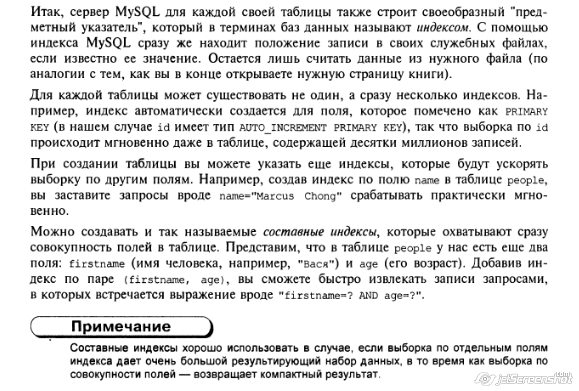 Итак, сервер MySQL для каждой своей таблицы также строит своеобразный "пред-
метный указатель", который в терминах баз данных называют индексом. С помощью
индекса MySQL сразу же находит положение записи в своих служебных файлах,
если известно ее значение. Остается лишь считать данные из нужного файла (по
аналогии с тем, как вы в конце открываете нужную страницу книги).
Для каждой таблицы может существовать не один, а сразу несколько индексов. На-
пример, индекс автоматически создается для поля, которое помечено как PRIMARY
KEY (в нашем случае id имеет тип AUTO_INCREMENT PRIMARY KEY), так что выборка по id
происходит мгновенно даже в таблице, содержащей десятки миллионов записей.
При создании таблицы вы можете указать еще индексы, которые будут ускорять
выборку по другим полям. Например, создав индекс по полю name в таблице people,
вы заставите запросы вроде name="Marcus Chong" срабатывать практически мгно-
венно.
Можно создавать и так называемые составные индексы, которые охватывают сразу
совокупность полей в таблице. Представим, что в таблице people у нас есть еще два
поля: firstname (имя человека, например, "Вася") и age (его возраст). Добавив ин-
декс по паре (firstname, age), вы сможете быстро извлекать записи запросами,
в которых встречается выражение вроде "firstname=? AND age=?".
Примечание
Составные индексы хорошо использовать в случае, если выборка по отдельным полям
индекса дает очень большой результирующий набор данных, в то время как выборка по
совокупности полей — возвращает компактный результат.
jetScreenshot